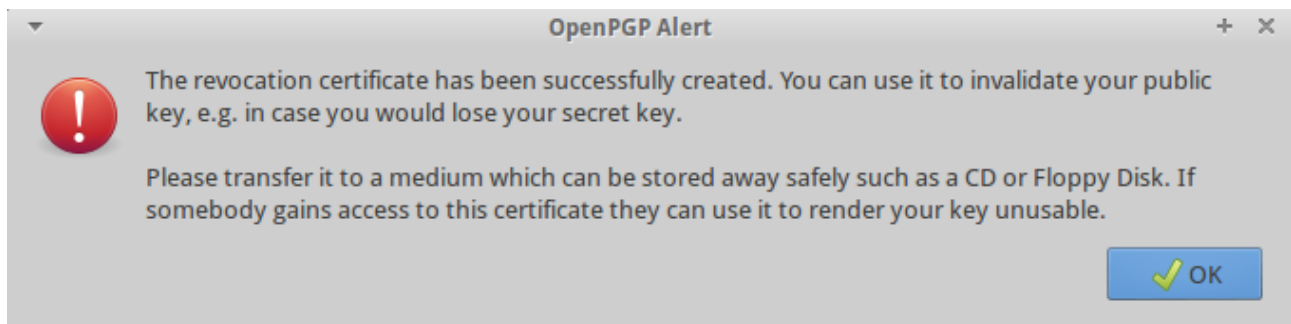 OpenPGP Alert
The revocation certificate has been successfully created. You can use it to invalidate your public
key, e.g. in case you would lose your secret key.
Please transfer it to a medium which can be stored away safely such as a CD or Floppy Disk. If
somebody gains access to this certificate they can use it to render your key unusable.
OK